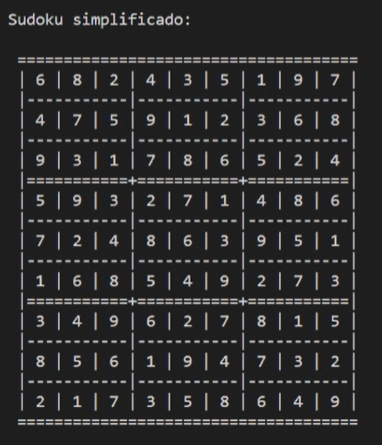 Sudoku simplificado:
===================================
| 6 | 8 | 2 | 4 | 3 | 5 | 1 | 9 | 7 |
|-----------|-----------|-----------|
| 4 | 7 | 5 | 9 | 1 | 2 | 3 | 6 | 8 |
|-----------|-----------|-----------|
| 9 | 3 | 1 | 7 | 8 | 6 | 5 | 2 | 4 |
|===========+===========+===========|
| 5 | 9 | 3 | 2 | 7 | 1 | 4 | 8 | 6 |
|-----------|-----------|-----------|
| 7 | 2 | 4 | 8 | 6 | 3 | 9 | 5 | 1 |
|-----------|-----------|-----------|
| 1 | 6 | 8 | 5 | 4 | 9 | 2 | 7 | 3 |
|===========+===========+===========|
| 3 | 4 | 9 | 6 | 2 | 7 | 8 | 1 | 5 |
|-----------|-----------|-----------|
| 8 | 5 | 6 | 1 | 9 | 4 | 7 | 3 | 2 |
|-----------|-----------|-----------|
| 2 | 1 | 7 | 3 | 5 | 8 | 6 | 4 | 9 |
===================================